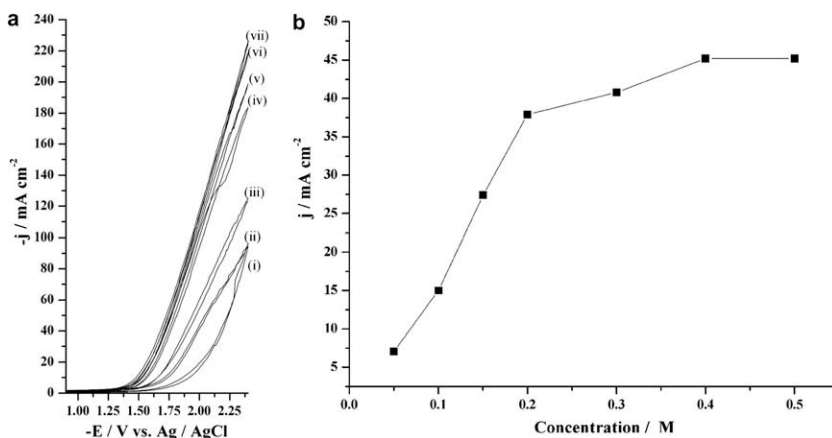 a
240
220
200
180
160
140
120
100
80
60
40
20
0
-j / mA cm-2
(vii)
(vi)
(v)
(iv)
(iii)
(ii)
(i)
1.00 1.25 1.50 1.75 2.00 2.25
-E / V vs. Ag / AgCl
b
50
45
40
35
30
25
20
15
10
5
j / mA cm-2
0.0 0.1 0.2 0.3 0.4 0.5
Concentration / M